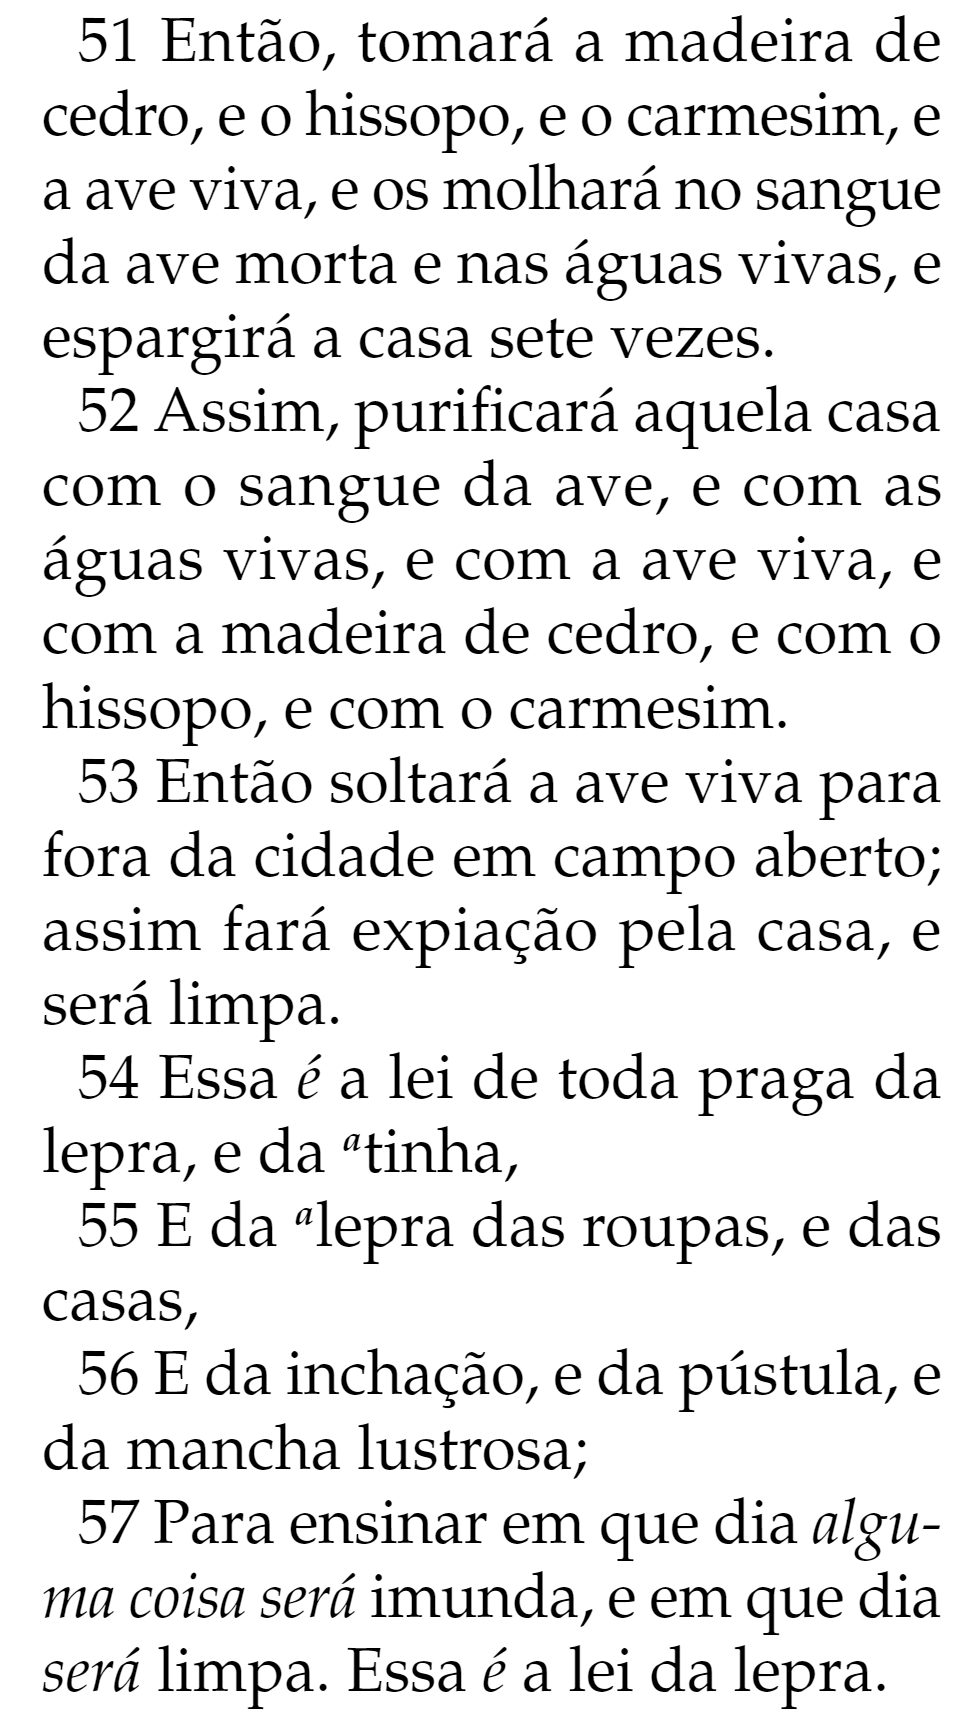 51 Então, tomará a madeira de
cedro, e o hissopo, e o carmesim, e
a ave viva, e os molhará no sangue
da ave morta e nas águas vivas, e
espargirá a casa sete vezes.
52 Assim, purificará aquela casa
com o sangue da ave, e com as
águas vivas, e com a ave viva, e
com a madeira de cedro, e com o
hissopo, e com o carmesim.
53 Então soltará a ave viva para
fora da cidade em campo aberto;
assim fará expiação pela casa, e
será limpa.
54 Essa é a lei de toda praga da
lepra, e da ᵃtinha,
55 E da ᵃlepra das roupas, e das
casas,
56 E da inchação, e da pústula, e
da mancha lustrosa;
57 Para ensinar em que dia algu-
ma coisa será imunda, e em que dia
será limpa. Essa é a lei da lepra.